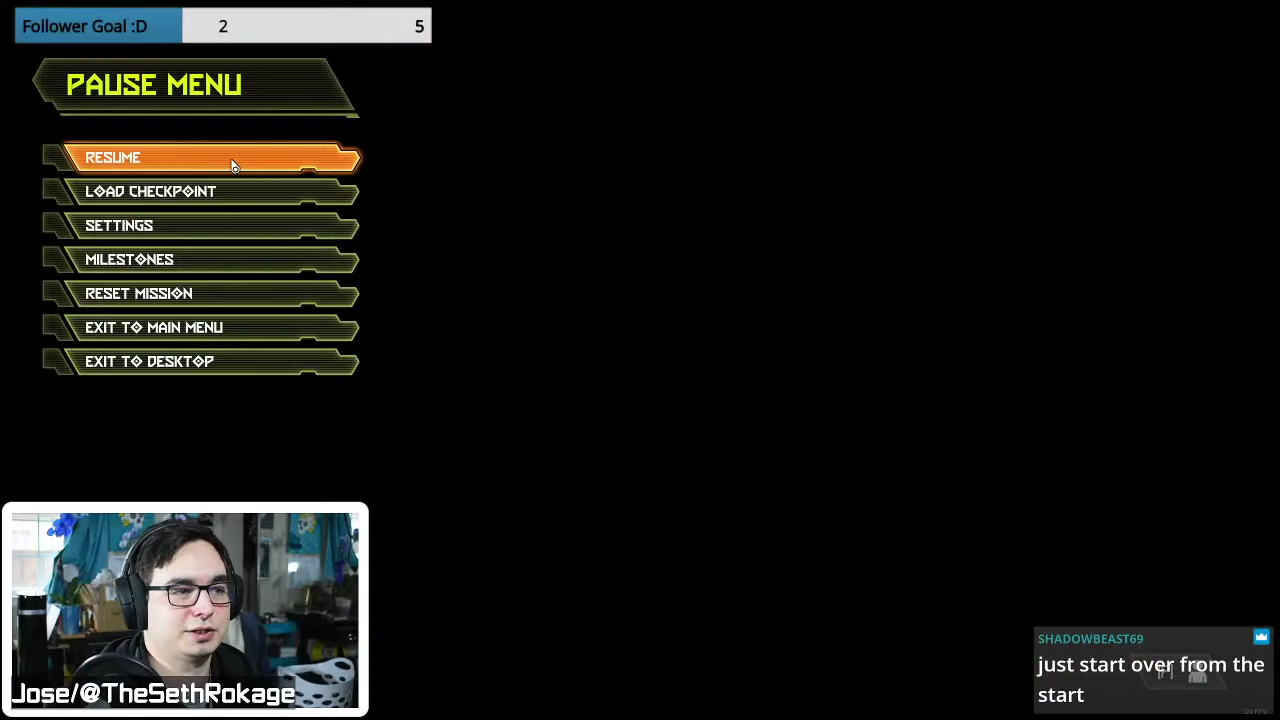 Follower Goal :D 2 5
PAUSE MENU
RESUME
LOAD CHECKPOINT
SETTINGS
MILESTONES
RESET MISSION
EXIT TO MAIN MENU
EXIT TO DESKTOP
Jose/@TheSethRokage
SHADOWBEAST69
just start over from the
start